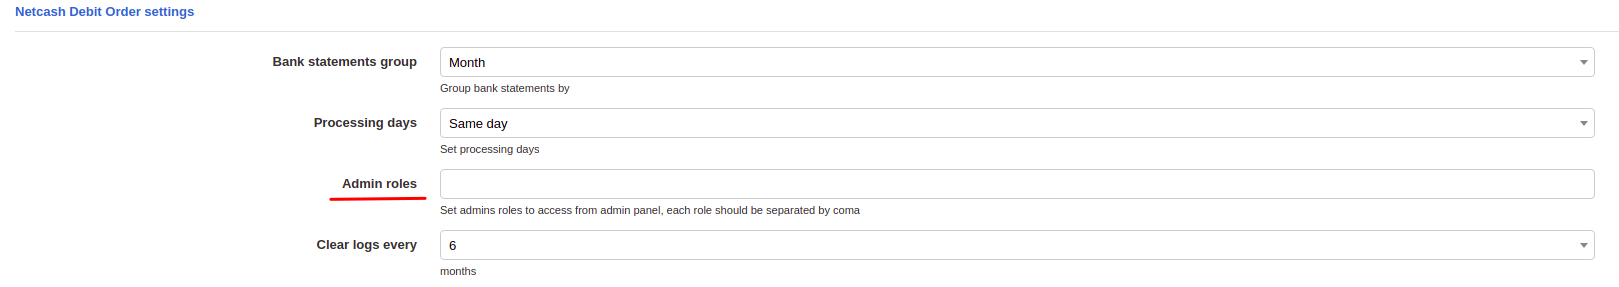 Netcash Debit Order settings
Bank statements group
Month
Group bank statements by
Processing days
Same day
Set processing days
Admin roles
Set admins roles to access from admin panel, each role should be separated by coma
Clear logs every
6
months